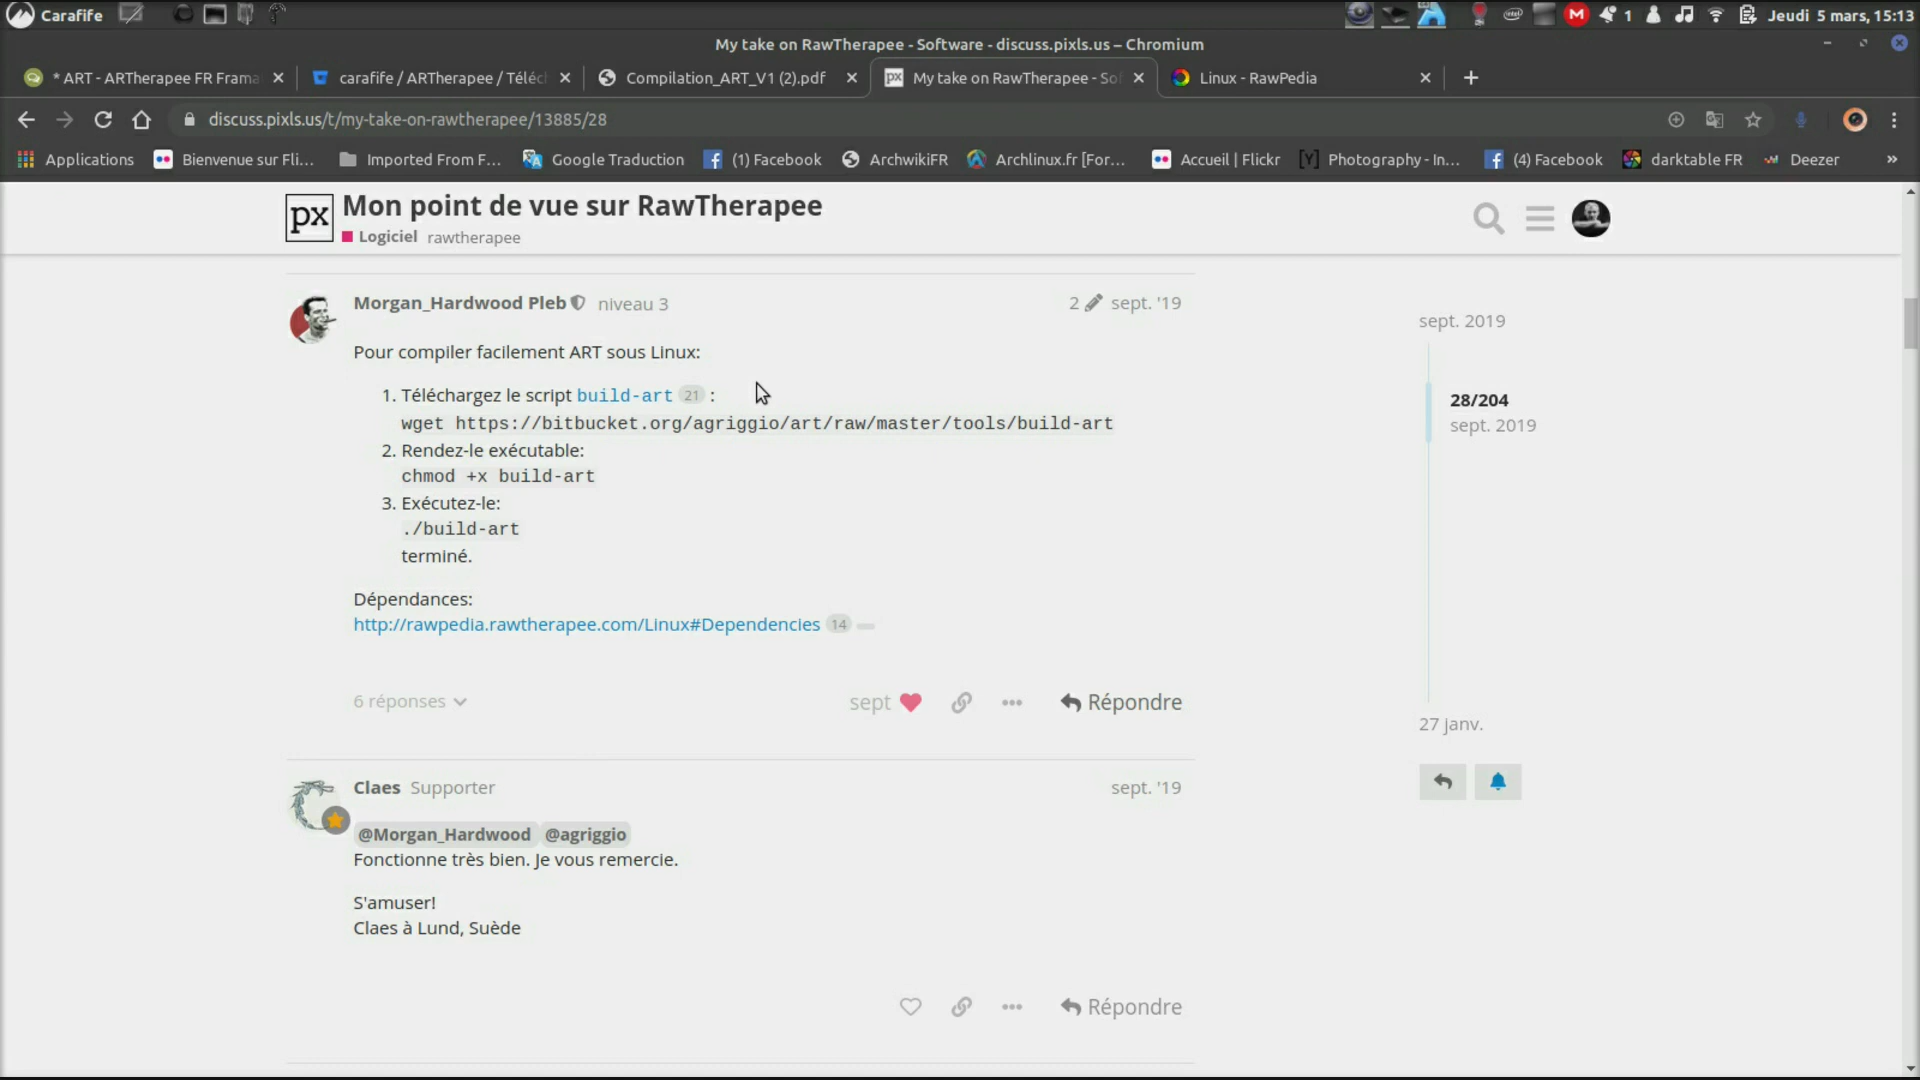 Carafife
1
Jeudi 5 mars, 15:13
My take on RawTherapee - Software - discuss.pixls.us – Chromium
* ART - ARTherapee FR Frama
carafife / ARTherapee / Téléch
Compilation_ART_V1 (2).pdf
My take on RawTherapee - Sof
Linux - RawPedia
discuss.pixls.us/t/my-take-on-rawtherapee/13885/28
Applications
Bienvenue sur Fli...
Imported From F...
Google Traduction
(1) Facebook
ArchwikiFR
Archlinux.fr [For...
Accueil | Flickr
Photography - In...
(4) Facebook
darktable FR
Deezer
»
px
Mon point de vue sur RawTherapee
Logiciel rawtherapee
Morgan_Hardwood Pleb niveau 3
2 sept. '19
Pour compiler facilement ART sous Linux:
1. Téléchargez le script build-art 21 :
wget https://bitbucket.org/agriggio/art/raw/master/tools/build-art
2. Rendez-le exécutable:
chmod +x build-art
3. Exécutez-le:
./build-art
terminé.
Dépendances:
http://rawpedia.rawtherapee.com/Linux#Dependencies 14
6 réponses
sept
Répondre
Claes Supporter
sept. '19
@Morgan_Hardwood @agriggio
Fonctionne très bien. Je vous remercie.
S'amuser!
Claes à Lund, Suède
Répondre
sept. 2019
28/204
sept. 2019
27 janv.